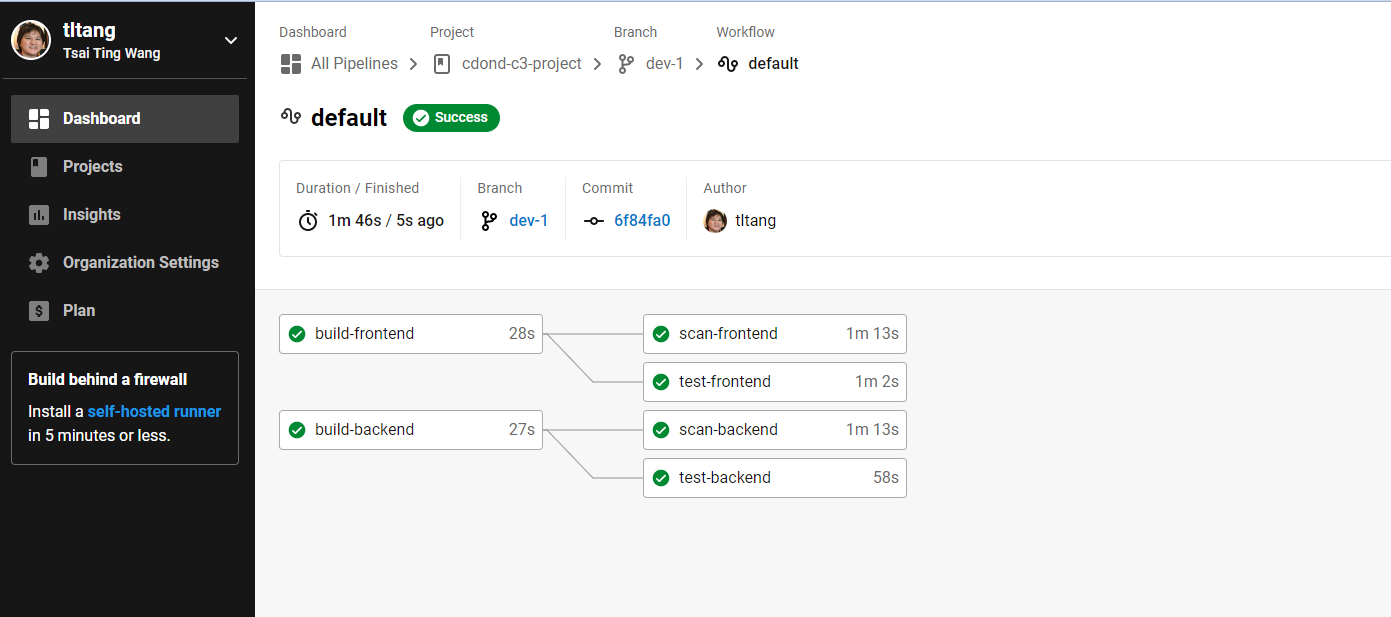 tltang
Tsai Ting Wang
Dashboard
Projects
Insights
Organization Settings
Plan
Build behind a firewall
Install a self-hosted runner
in 5 minutes or less.
Dashboard Project Branch Workflow
All Pipelines cdond-c3-project dev-1 default
default Success
Duration / Finished Branch Commit Author
1m 46s / 5s ago dev-1 6f84fa0 tltang
build-frontend 28s scan-frontend 1m 13s
test-frontend 1m 2s
build-backend 27s scan-backend 1m 13s
test-backend 58s